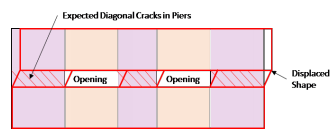 Expected Diagonal Cracks in Piers
Opening
Opening
Displaced
Shape